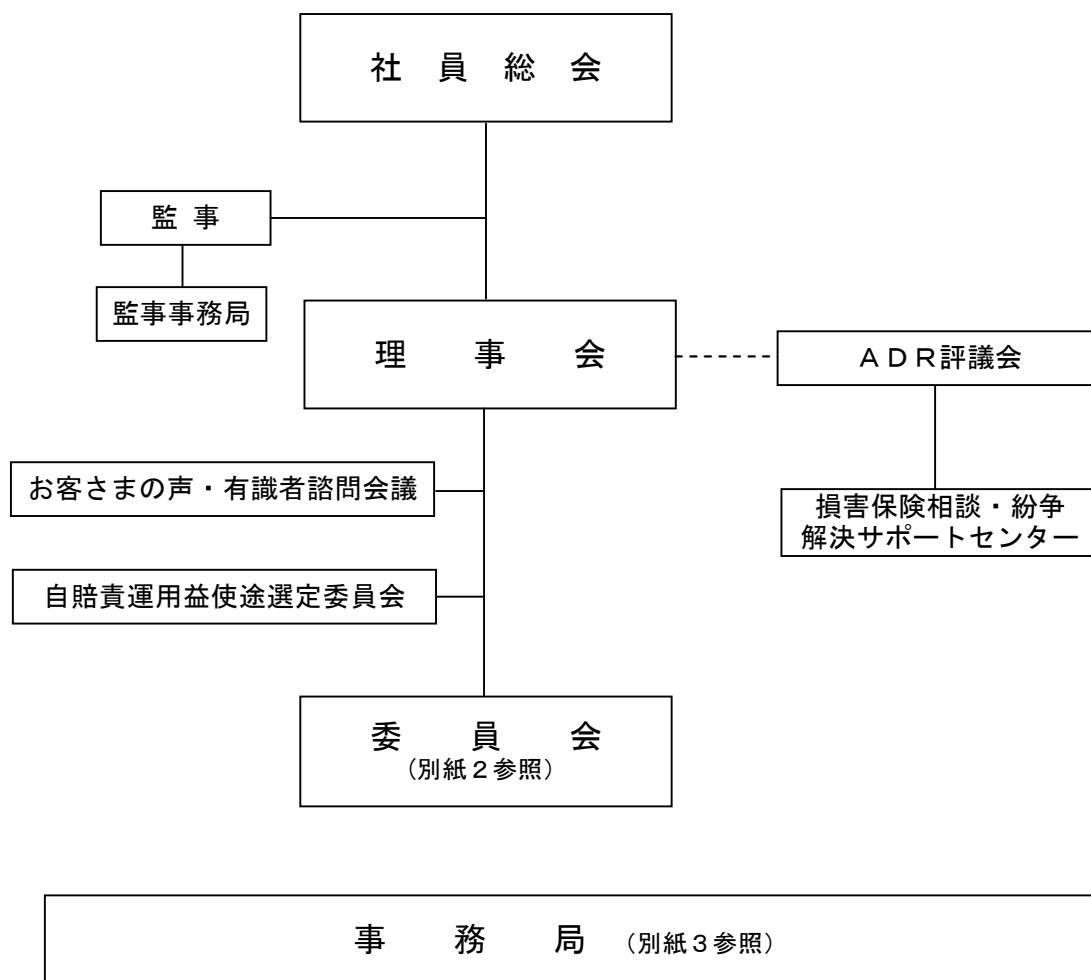 社員総会
監事
監事事務局
理事会
ADR評議会
お客さまの声・有識者諮問会議
損害保険相談・紛争
解決サポートセンター
自賠責運用益使途選定委員会
委員会
(別紙2参照)
事務局 (別紙3参照)